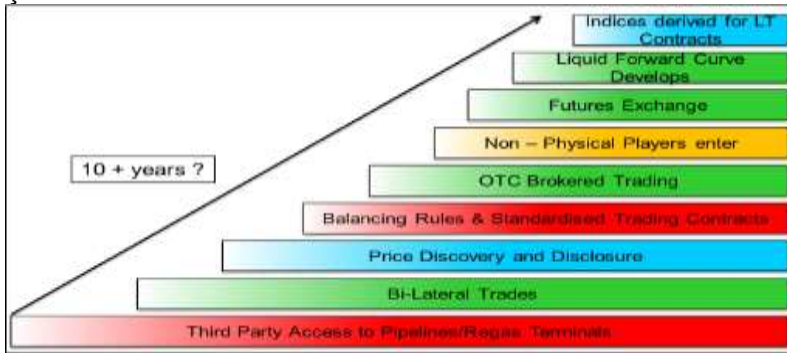 Indices derived for LT
Contracts
Liquid Forward Curve
Develops
Futures Exchange
Non – Physical Players enter
10 + years ?
OTC Brokered Trading
Balancing Rules & Standardised Trading Contracts
Price Discovery and Disclosure
Bi-Lateral Trades
Third Party Access to Pipelines/Regas Terminals